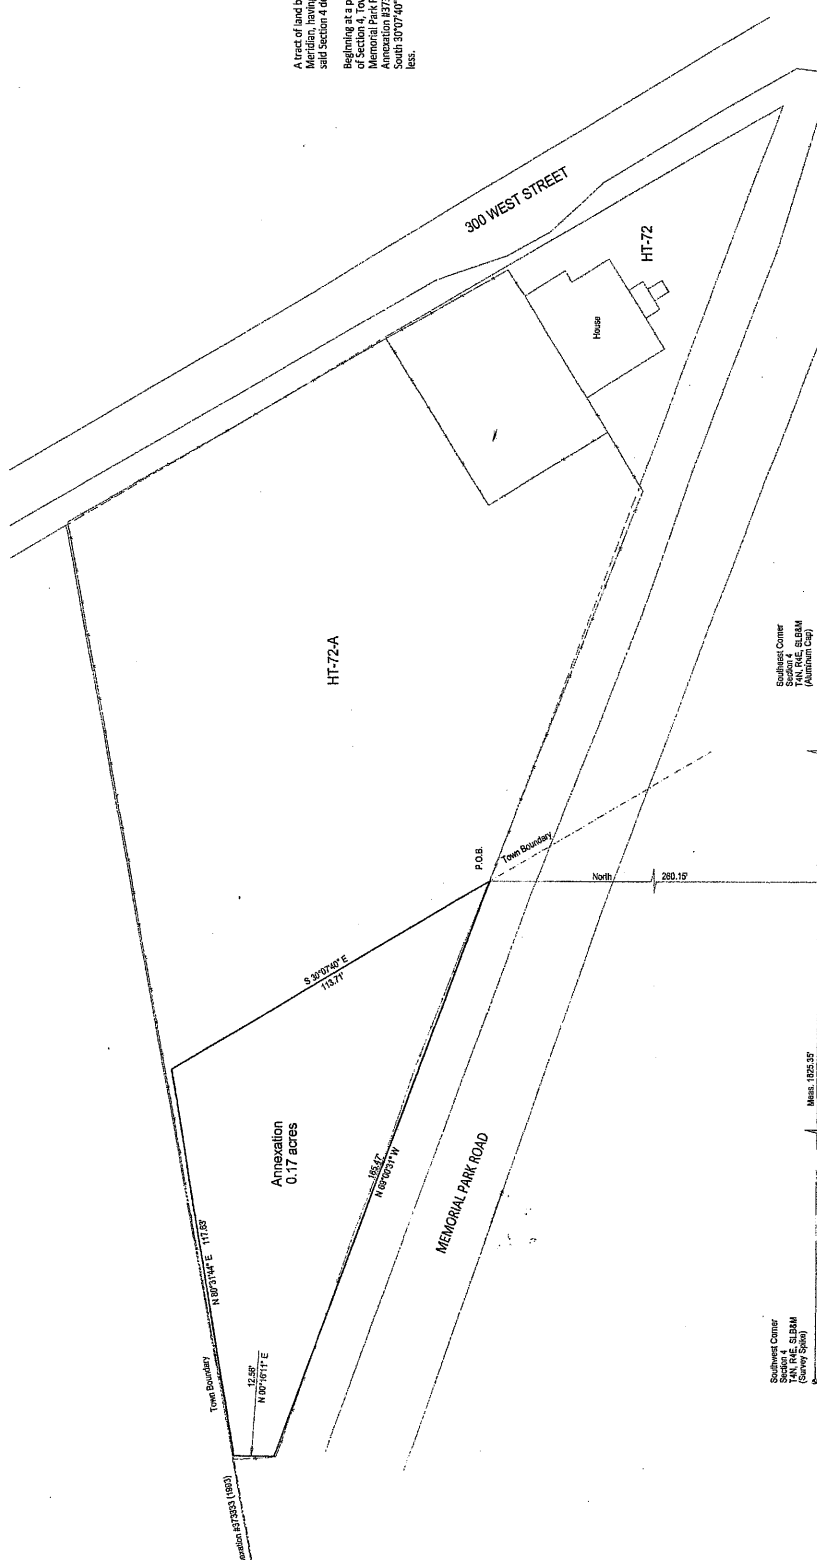 A tract of land b
Meridian, having
said Section 4 de
Beginning at a p
of Section 4, Tow
Memorial Park R
Annexation #373
South 30°07'40"
less.
300 WEST STREET
HT-72
House
HT-72-A
Southeast Corner
Section 4
T4N, R4E, SLB&M
(Aluminum Cap)
P.O.B.
Town Boundary
North
260.15'
S 30°07'40" E
113.71'
Annexation
0.17 acres
Meas. 1825.35'
165.47'
N 69°00'31" W
MEMORIAL PARK ROAD
N 80°31'44" E 117.63'
Town Boundary
12.56'
N 00°16'11" E
Southwest Corner
Section 4
T4N, R4E, SLB&M
(Survey Spike)
nexation #373333 (1993)